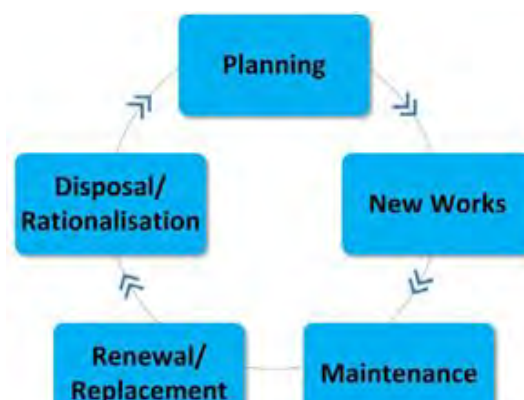 Planning
New Works
Maintenance
Renewal/
Replacement
Disposal/
Rationalisation